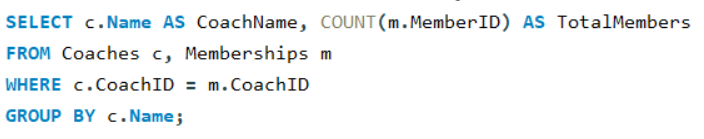 SELECT c.Name AS CoachName, COUNT(m.MemberID) AS TotalMembers
FROM Coaches c, Memberships m
WHERE c.CoachID = m.CoachID
GROUP BY c.Name;